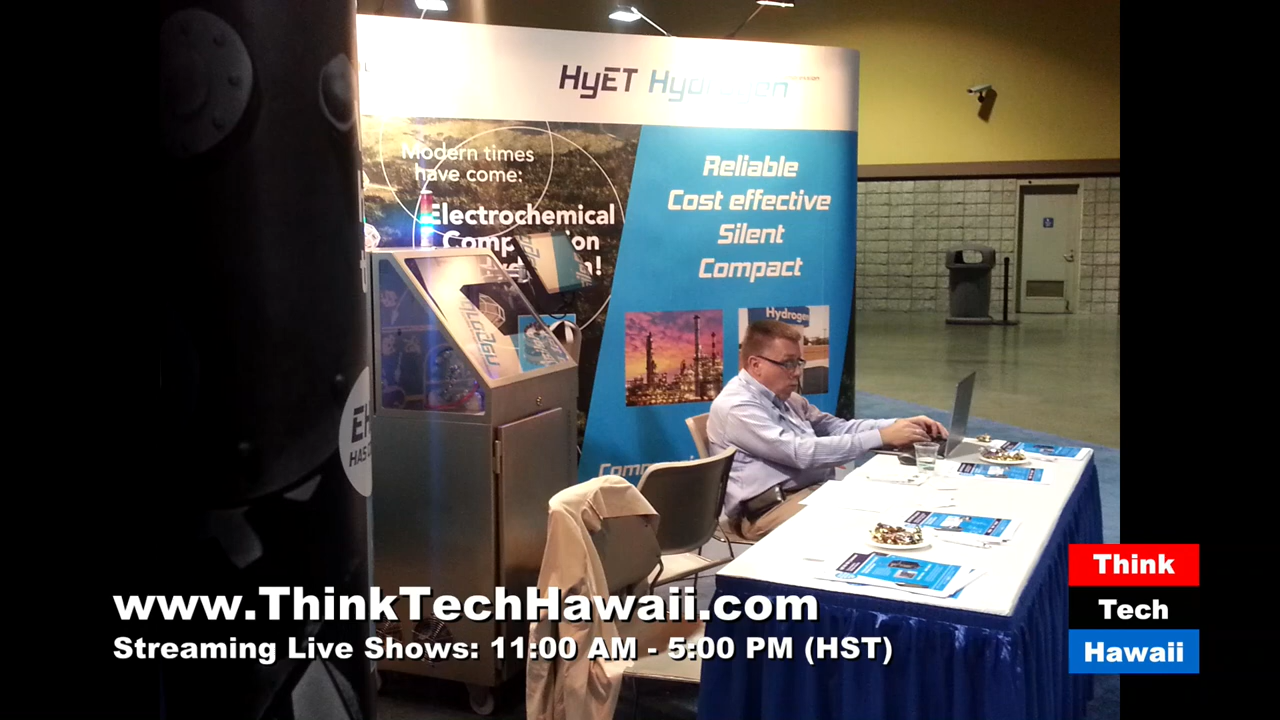 HyET Hydrogen
Modern times
have come:
Electrochemical
Reliable
Cost effective
Silent
Compact
Hydrogen
www.ThinkTechHawaii.com
Streaming Live Shows: 11:00 AM - 5:00 PM (HST)
Think
Tech
Hawaii